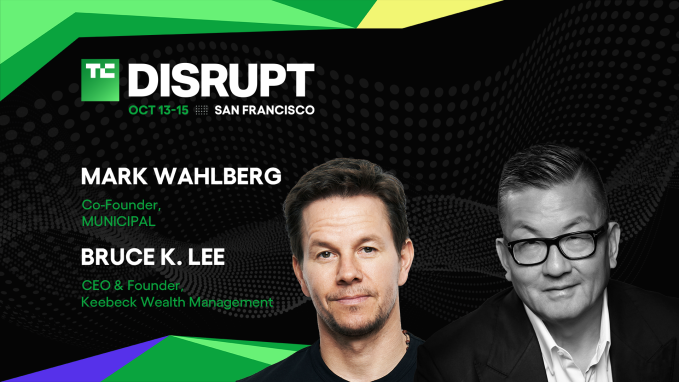 TC
DISRUPT
OCT 13-15 SAN FRANCISCO
MARK WAHLBERG
Co-Founder,
MUNICIPAL
BRUCE K. LEE
CEO & Founder,
Keebeck Wealth Management